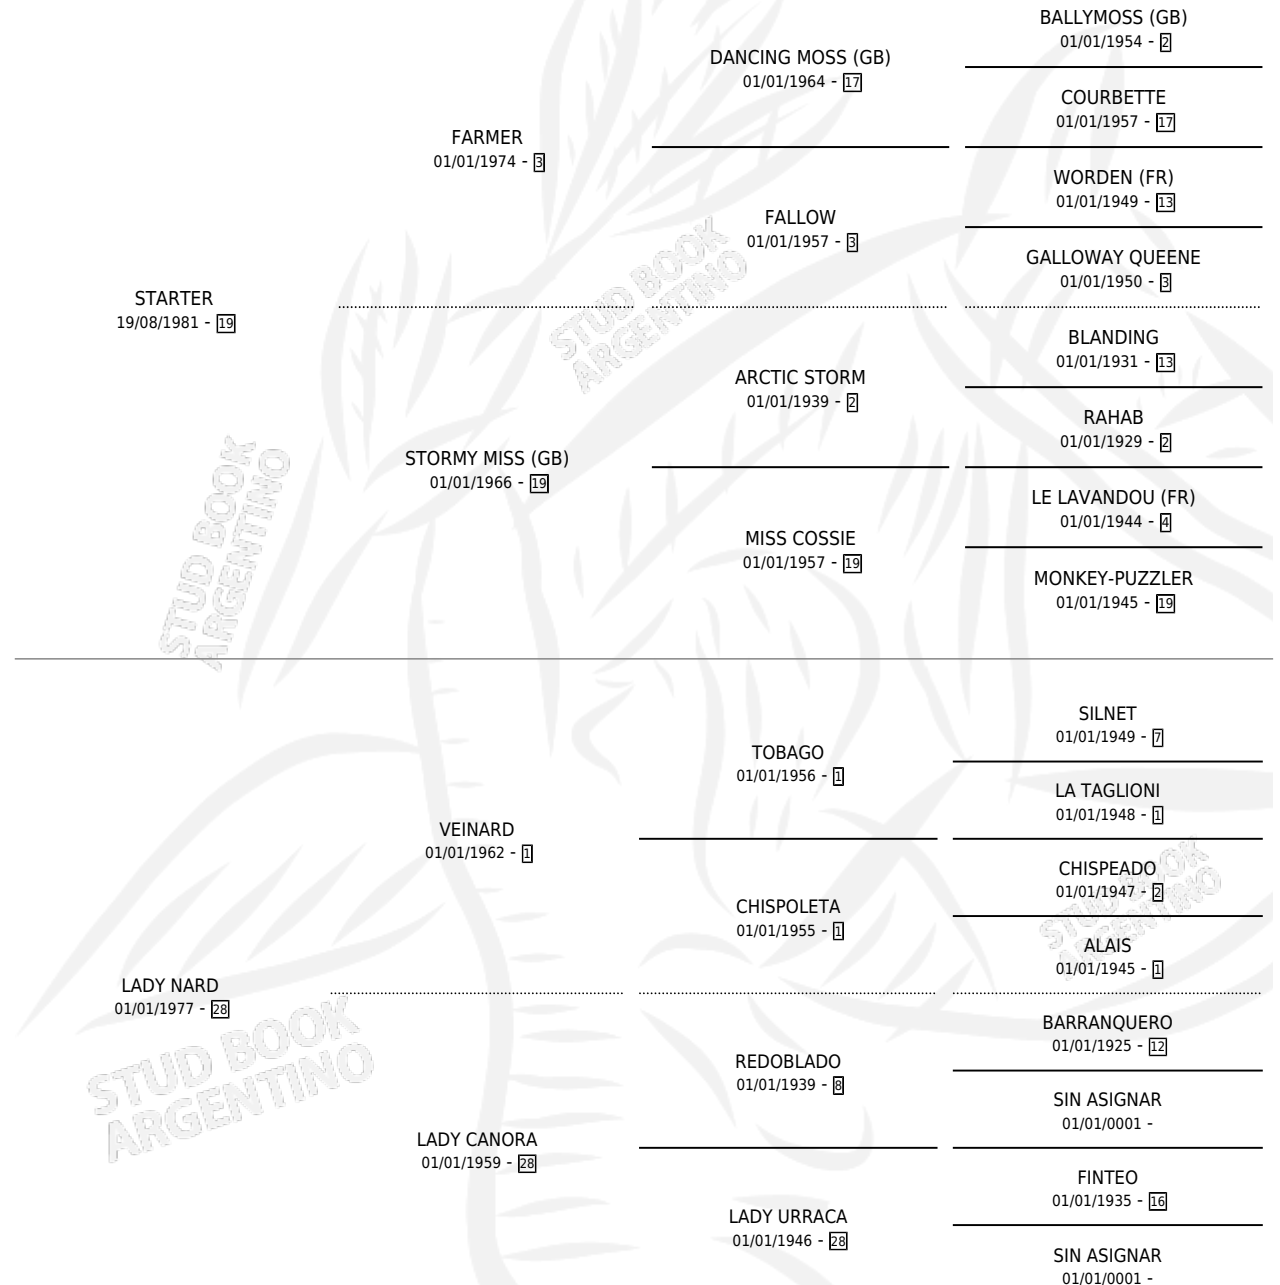 BALLYMOSS (GB)
01/01/1954 - 2
DANCING MOSS (GB)
01/01/1964 - 17
COURBETTE
01/01/1957 - 17
FARMER
01/01/1974 - 3
WORDEN (FR)
01/01/1949 - 13
FALLOW
01/01/1957 - 3
GALLOWAY QUEENE
01/01/1950 - 3
STARTER
19/08/1981 - 19
BLANDING
01/01/1931 - 13
ARCTIC STORM
01/01/1939 - 2
RAHAB
01/01/1929 - 2
STORMY MISS (GB)
01/01/1966 - 19
LE LAVANDOU (FR)
01/01/1944 - 4
MISS COSSIE
01/01/1957 - 19
MONKEY-PUZZLER
01/01/1945 - 19
SILNET
01/01/1949 - 7
TOBAGO
01/01/1956 - 1
LA TAGLIONI
01/01/1948 - 1
VEINARD
01/01/1962 - 1
CHISPEADO
01/01/1947 - 2
CHISPOLETA
01/01/1955 - 1
ALAIS
01/01/1945 - 1
LADY NARD
01/01/1977 - 28
BARRANQUERO
01/01/1925 - 12
REDOBLADO
01/01/1939 - 8
SIN ASIGNAR
01/01/0001 -
LADY CANORA
01/01/1959 - 28
FINTEO
01/01/1935 - 16
LADY URRACA
01/01/1946 - 28
SIN ASIGNAR
01/01/0001 -
STUD BOOK
ARGENTINO
STUD BOOK
ARGENTINO
STUD BOOK
ARGENTINO
STUD BOOK
ARGENTINO